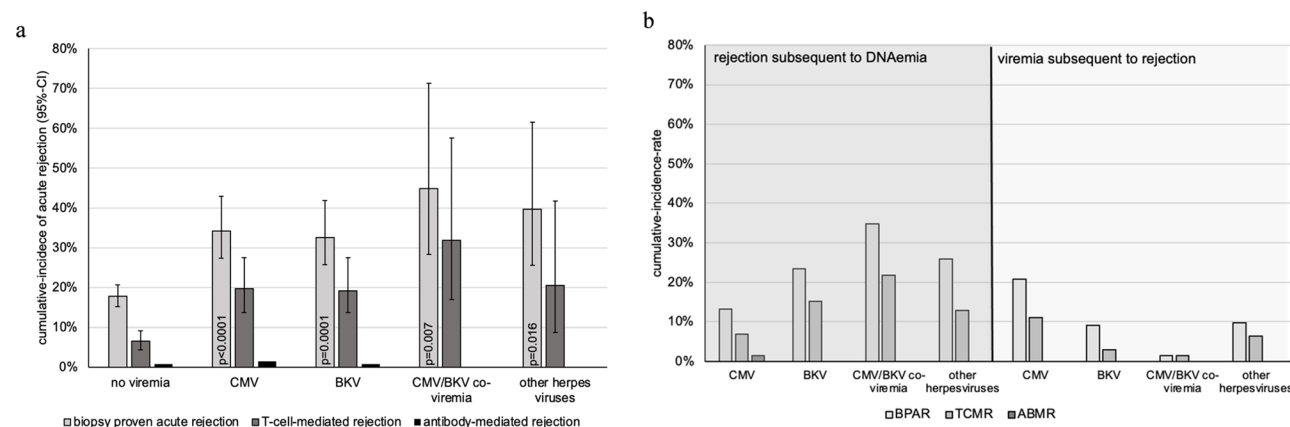 a
cumulative-incidece of acute rejection (95%-CI)
80%
70%
60%
50%
40%
30%
20%
10%
0%
p<0.0001
p=0.0001
p=0.007
p=0.016
no viremia
CMV
BKV
CMV/BKV co-
viremia
other herpes
viruses
biopsy proven acute rejection
T-cell-mediated rejection
antibody-mediated rejection
b
cumulative-incidence-rate
80%
70%
60%
50%
40%
30%
20%
10%
0%
rejection subsequent to DNAemia
viremia subsequent to rejection
CMV
BKV
CMV/BKV co-
viremia
other
herpesviruses
CMV
BKV
CMV/BKV co-
viremia
other
herpesviruses
BPAR
TCMR
ABMR